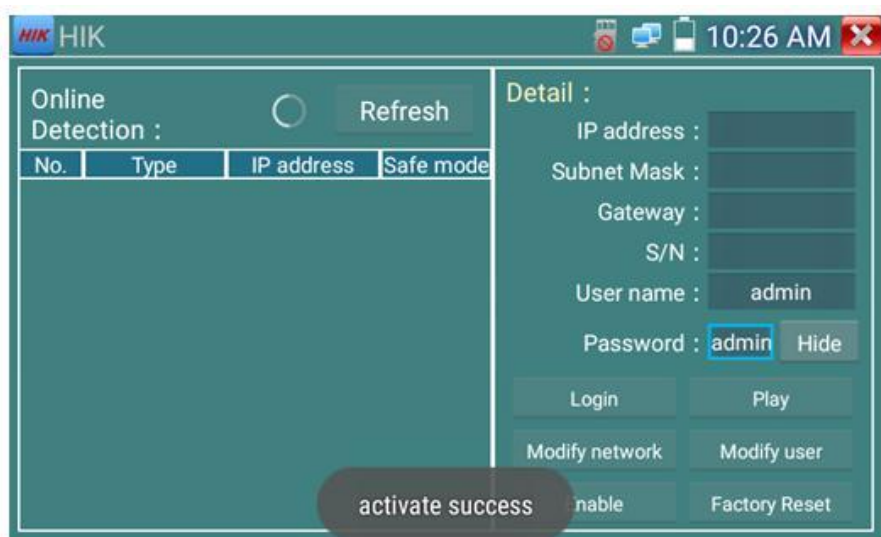 HIK HIK 10:26 AM
Online
Detection :
Refresh
No. Type IP address Safe mode
Detail :
IP address :
Subnet Mask :
Gateway :
S/N :
User name : admin
Password : admin Hide
Login Play
Modify network Modify user
activate success
nable Factory Reset